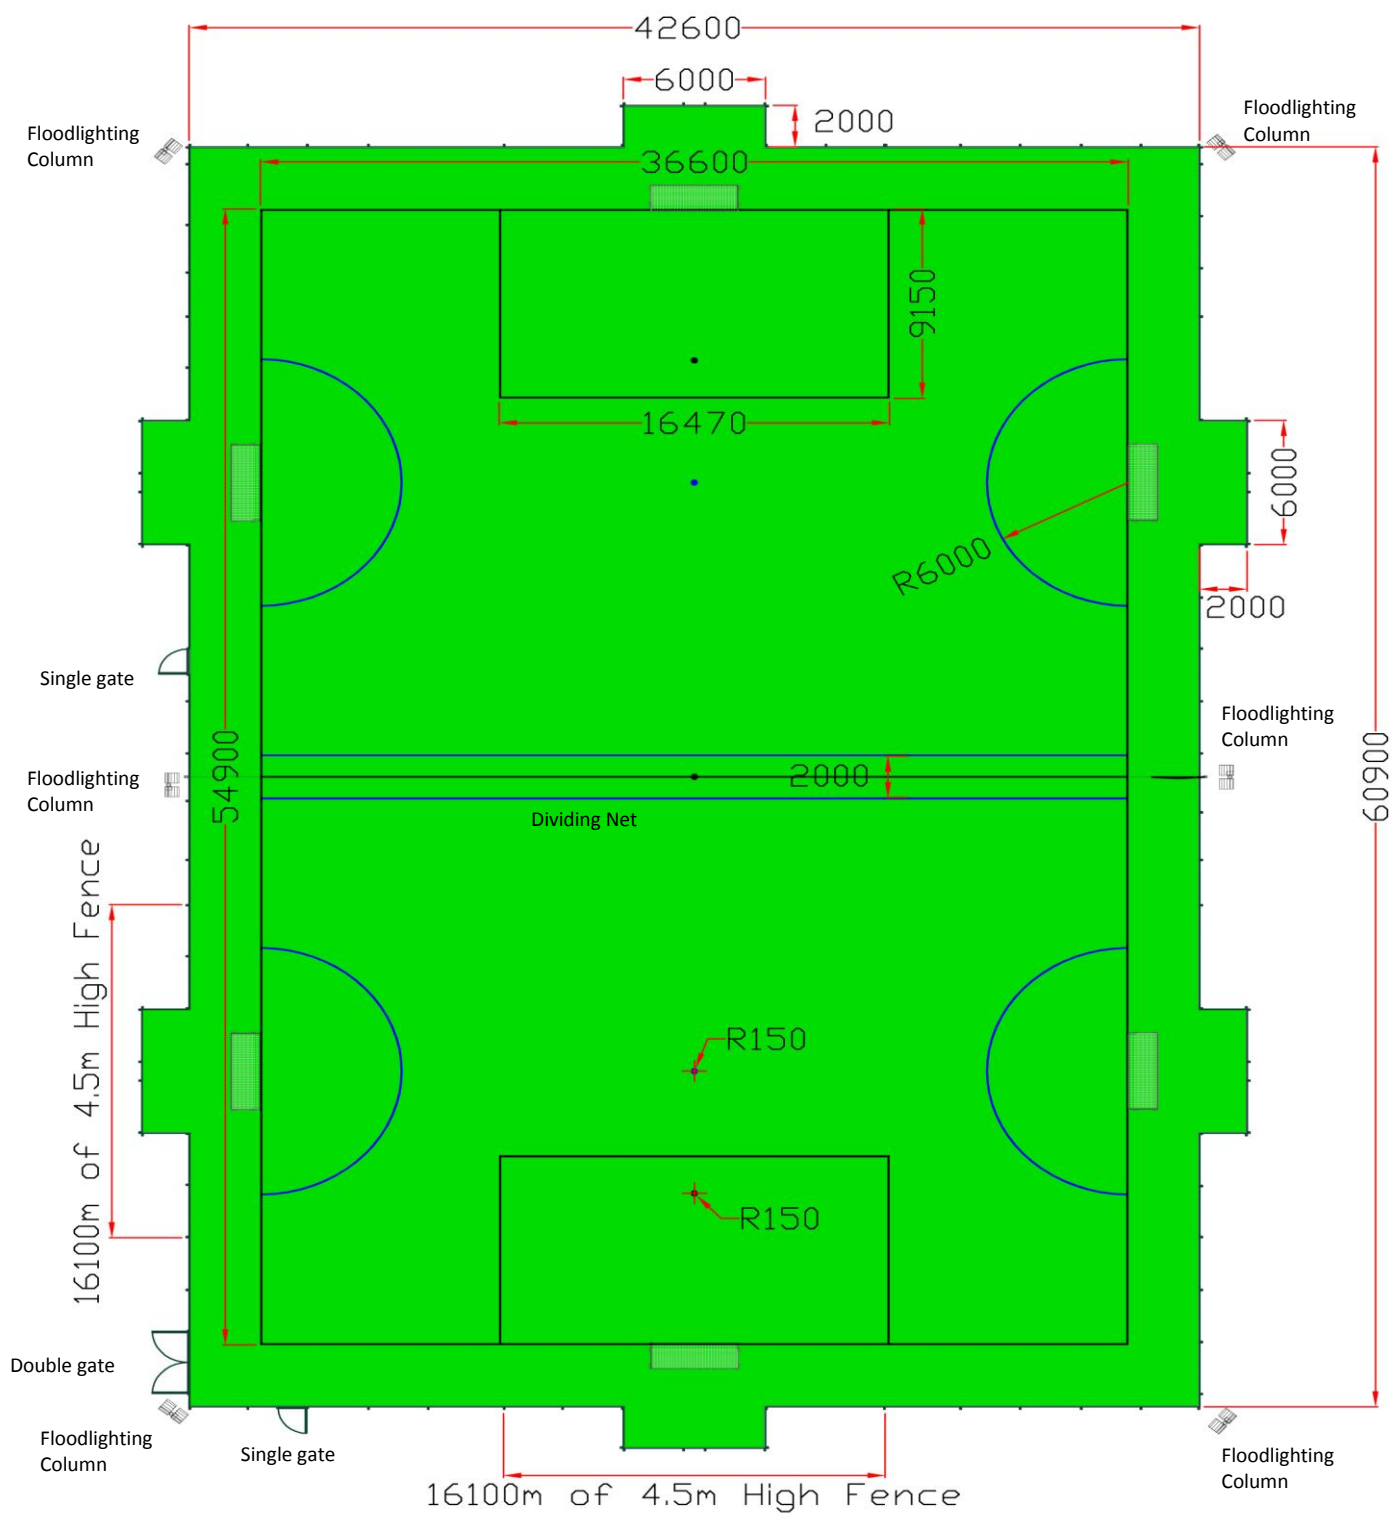 42600
6000
2000
Floodlighting
Column
Floodlighting
Column
36600
9150
16470
6000
R6000
2000
Single gate
Floodlighting
Column
54900
60900
Floodlighting
Column
2000
Dividing Net
16100m of 4.5m High Fence
R150
R150
Double gate
Floodlighting
Column
Single gate
Floodlighting
Column
16100m of 4.5m High Fence